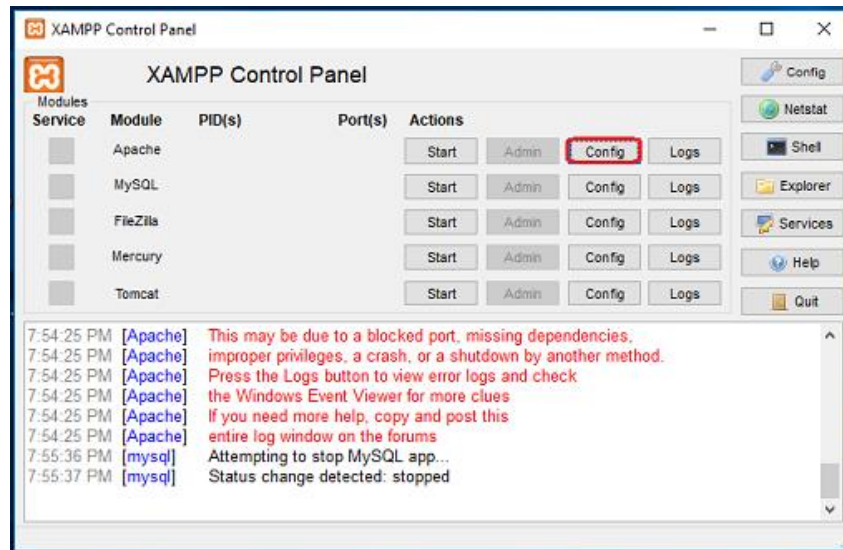 XAMPP Control Panel
XAMPP Control Panel
Config
Modules
Service Module PID(s) Port(s) Actions
Netstat
Apache Start Admin Config Logs
Shell
MySQL Start Admin Config Logs
Explorer
FileZilla Start Admin Config Logs
Services
Mercury Start Admin Config Logs
Help
Tomcat Start Admin Config Logs
Quit
7:54:25 PM [Apache] This may be due to a blocked port, missing dependencies,
7:54:25 PM [Apache] improper privileges, a crash, or a shutdown by another method.
7:54:25 PM [Apache] Press the Logs button to view error logs and check
7:54:25 PM [Apache] the Windows Event Viewer for more clues
7:54:25 PM [Apache] If you need more help, copy and post this
7:54:25 PM [Apache] entire log window on the forums
7:55:36 PM [mysql] Attempting to stop MySQL app...
7:55:37 PM [mysql] Status change detected: stopped